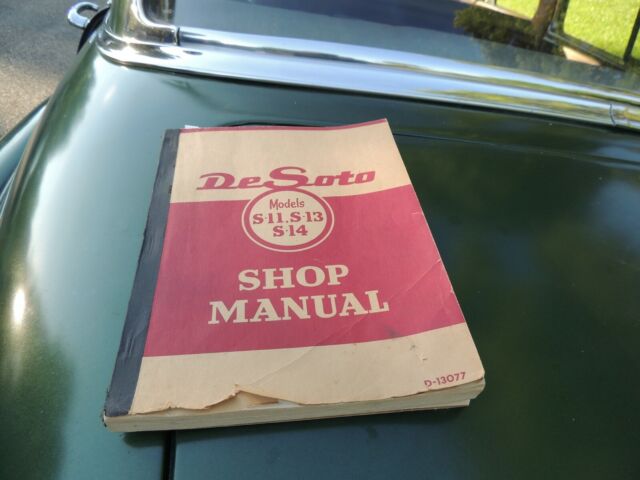 DeSoto
Models
S-11, S-13
S-14
SHOP
MANUAL
D-13077